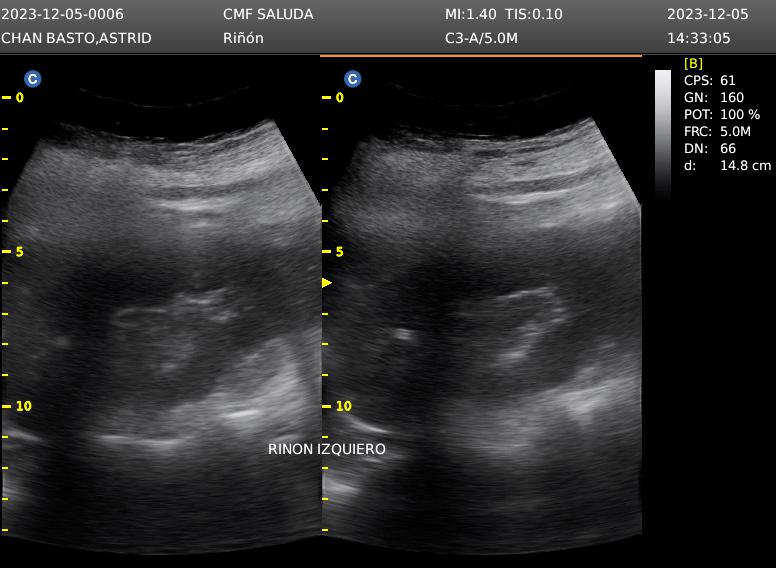 2023-12-05-0006 CMF SALUDA MI:1.40 TIS:0.10 2023-12-05
CHAN BASTO,ASTRID Riñón C3-A/5.0M 14:33:05
[B]
CPS: 61
GN: 160
POT: 100 %
FRC: 5.0M
DN: 66
d: 14.8 cm
C C
0 0
5 5
10 10
RINON IZQUIERO